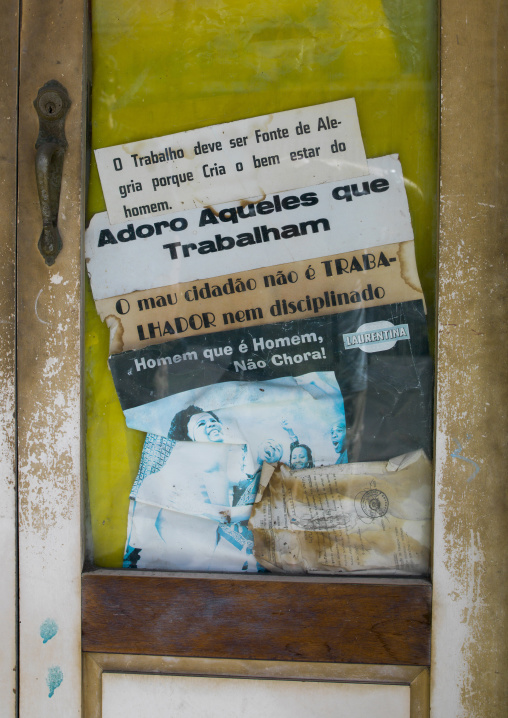 O Trabalho deve ser Fonte de Ale-
gria porque Cria o bem estar do
homem.
Adoro Aqueles que
Trabalham
O mau cidadão não é TRABA-
LHADOR nem disciplinado
Homem que é Homem,
Não Chora!
LAURENTINA